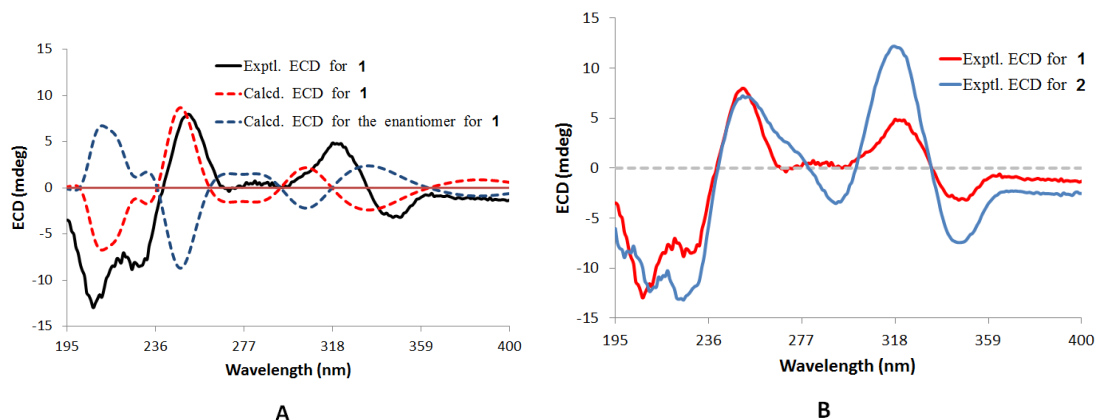 15
10
5
0
-5
-10
-15
195
236
277
318
359
400
ECD (mdeg)
Wavelength (nm)
Exptl. ECD for 1
Calcd. ECD for 1
Calcd. ECD for the enantiomer for 1
A
15
10
5
0
-5
-10
-15
195
236
277
318
359
400
ECD (mdeg)
Wavelength (nm)
Exptl. ECD for 1
Exptl. ECD for 2
B